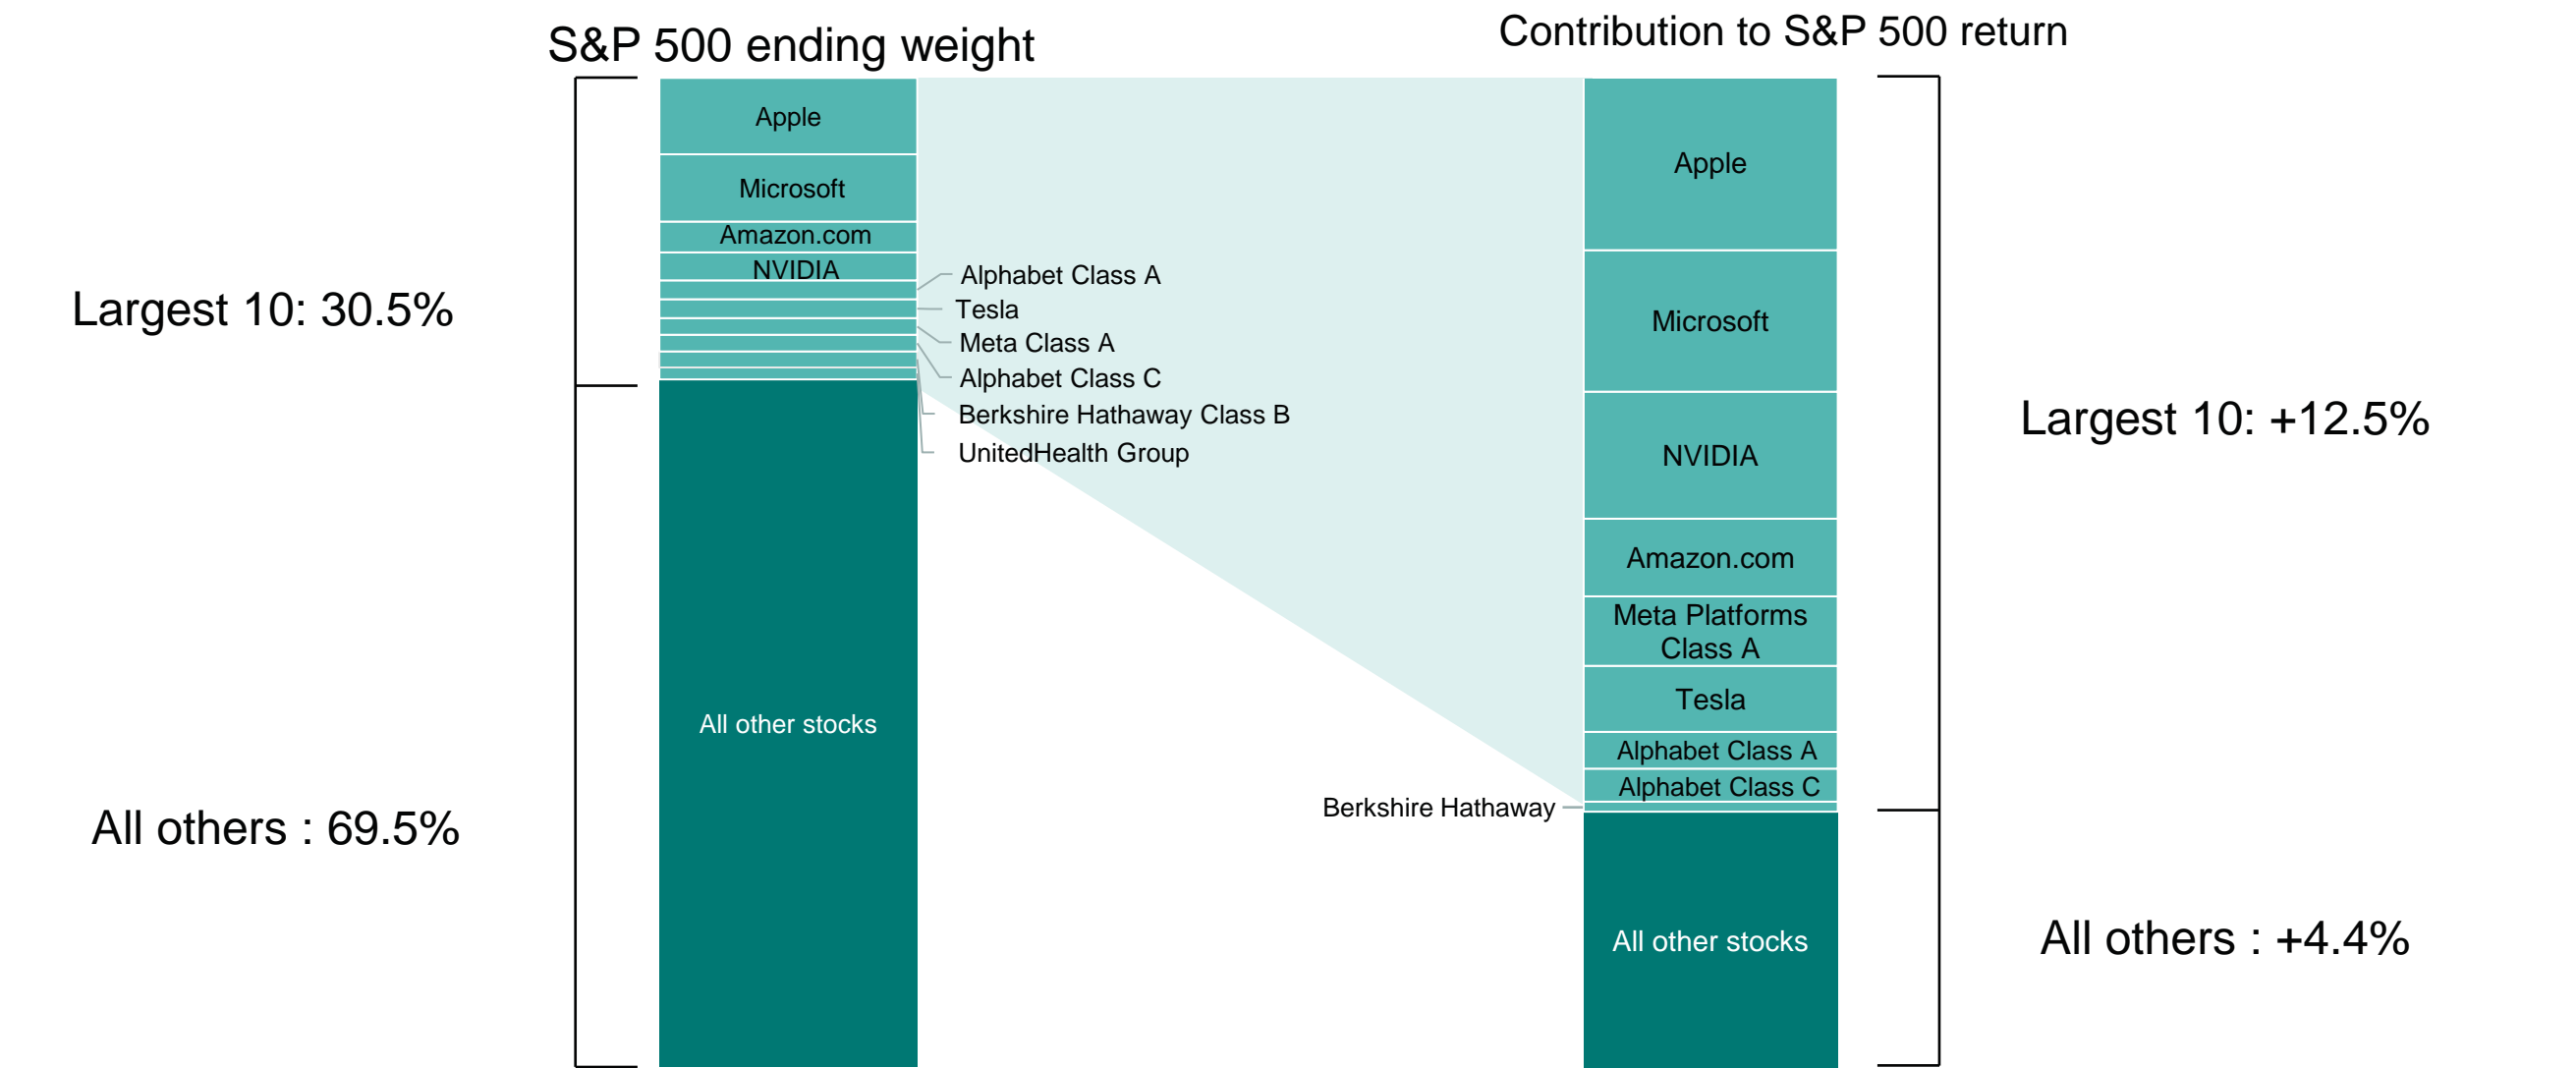 S&P 500 ending weight
Contribution to S&P 500 return
Apple
Microsoft
Amazon.com
NVIDIA
Alphabet Class A
Tesla
Meta Class A
Alphabet Class C
Berkshire Hathaway Class B
UnitedHealth Group
All other stocks
Largest 10: 30.5%
All others : 69.5%
Apple
Microsoft
NVIDIA
Amazon.com
Meta Platforms
Class A
Tesla
Alphabet Class A
Alphabet Class C
Berkshire Hathaway
All other stocks
Largest 10: +12.5%
All others : +4.4%